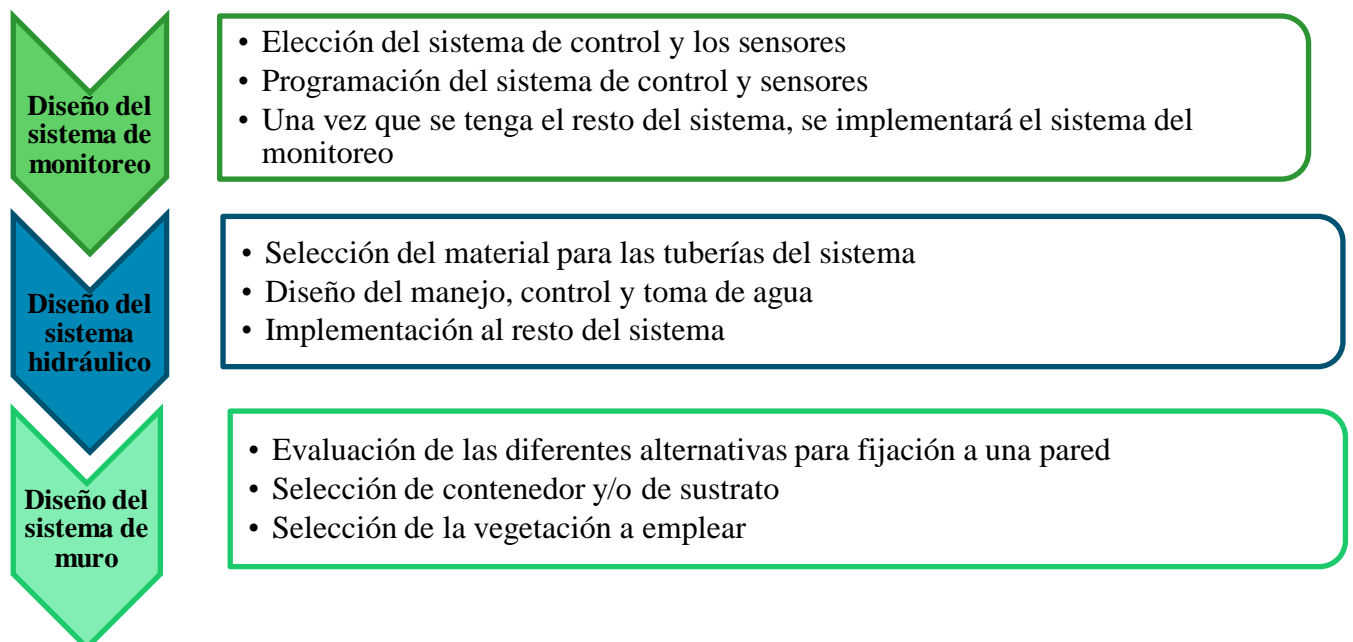 Diseño del
sistema de
monitoreo
• Elección del sistema de control y los sensores
• Programación del sistema de control y sensores
• Una vez que se tenga el resto del sistema, se implementará el sistema del
monitoreo
Diseño del
sistema
hidráulico
• Selección del material para las tuberías del sistema
• Diseño del manejo, control y toma de agua
• Implementación al resto del sistema
Diseño del
sistema de
muro
• Evaluación de las diferentes alternativas para fijación a una pared
• Selección de contenedor y/o de sustrato
• Selección de la vegetación a emplear